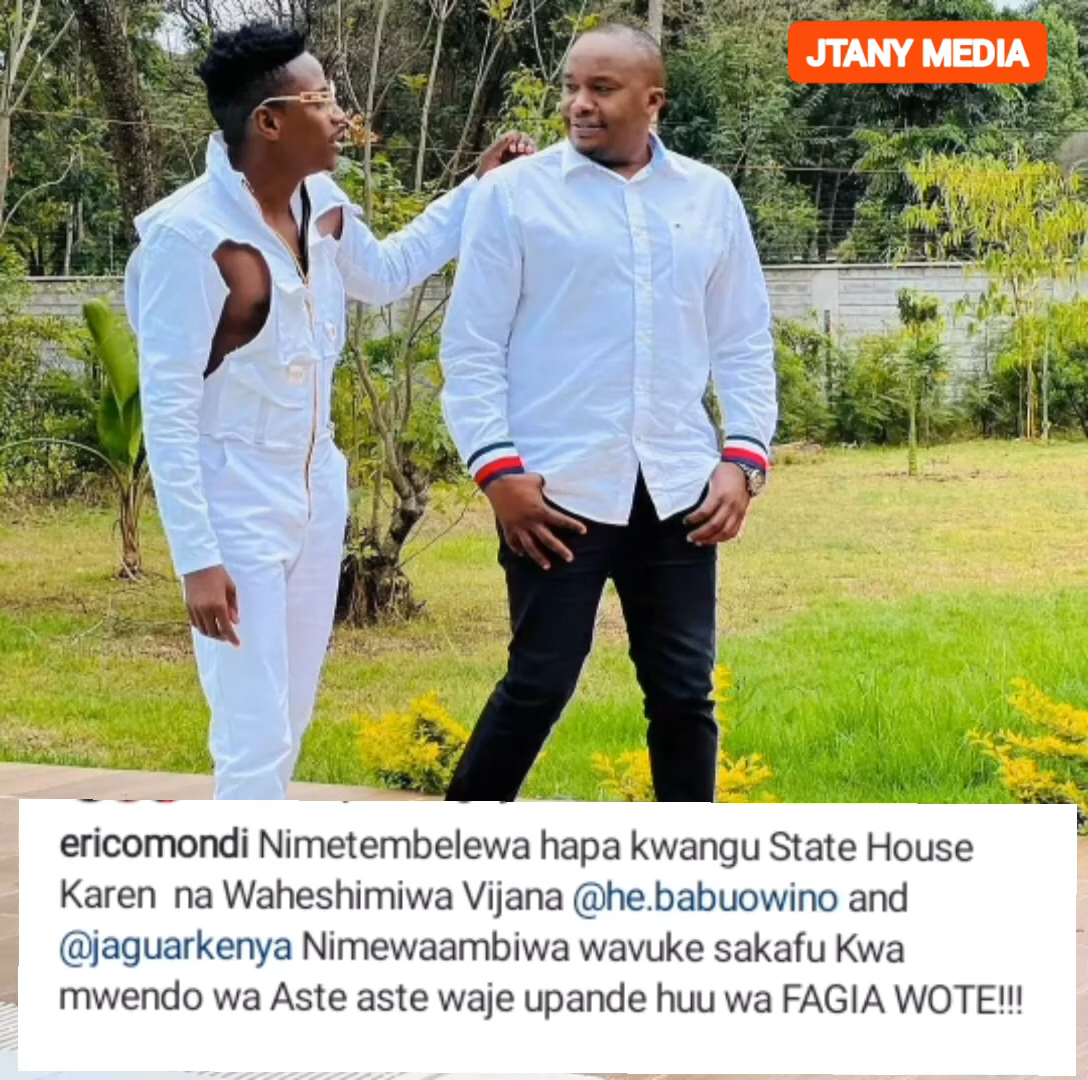 JTANY MEDIA
ericomondi Nimetembelewa hapa kwangu State House
Karen na Waheshimiwa Vijana @he.babuowino and
@jaguarkenya Nimewaambiwa wavuke sakafu Kwa
mwendo wa Aste aste waje upande huu wa FAGIA WOTE!!!